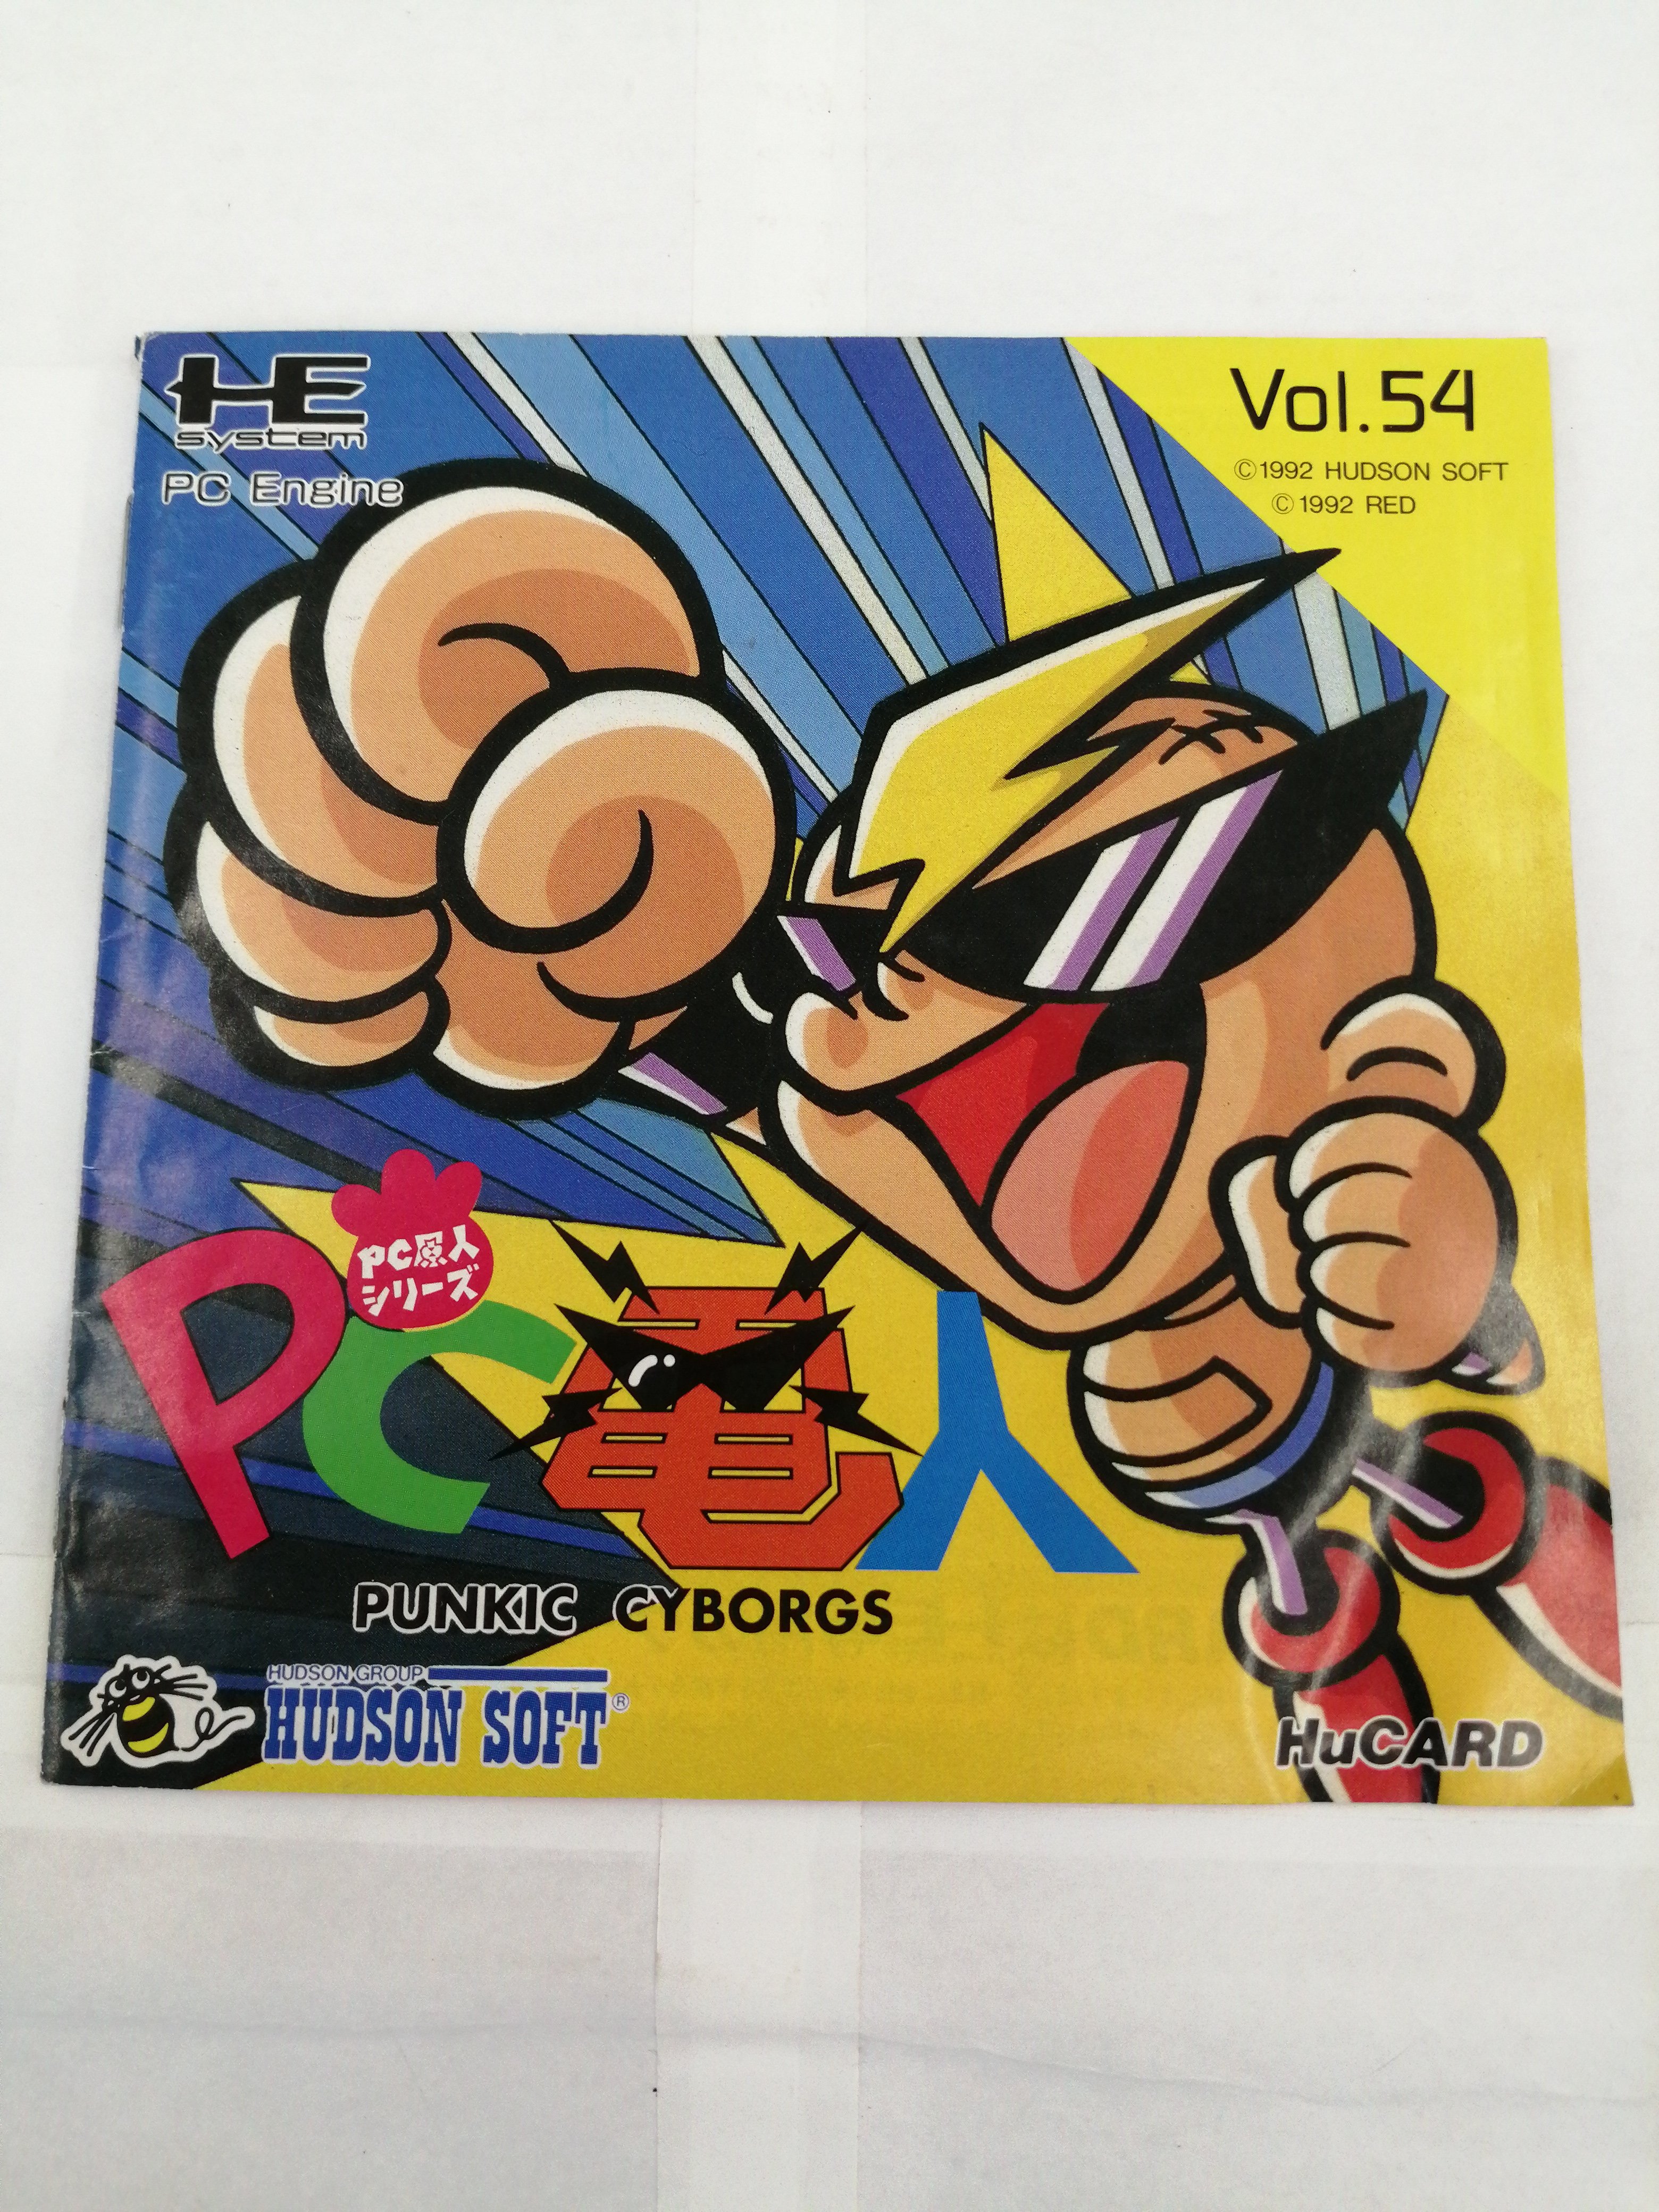 HE
system
PC Engine
Vol.54
©1992 HUDSON SOFT
©1992 RED
PC原人
シリーズ
PC電人
PUNKIC CYBORGS
HUDSON GROUP
HUDSON SOFT®
HuCARD